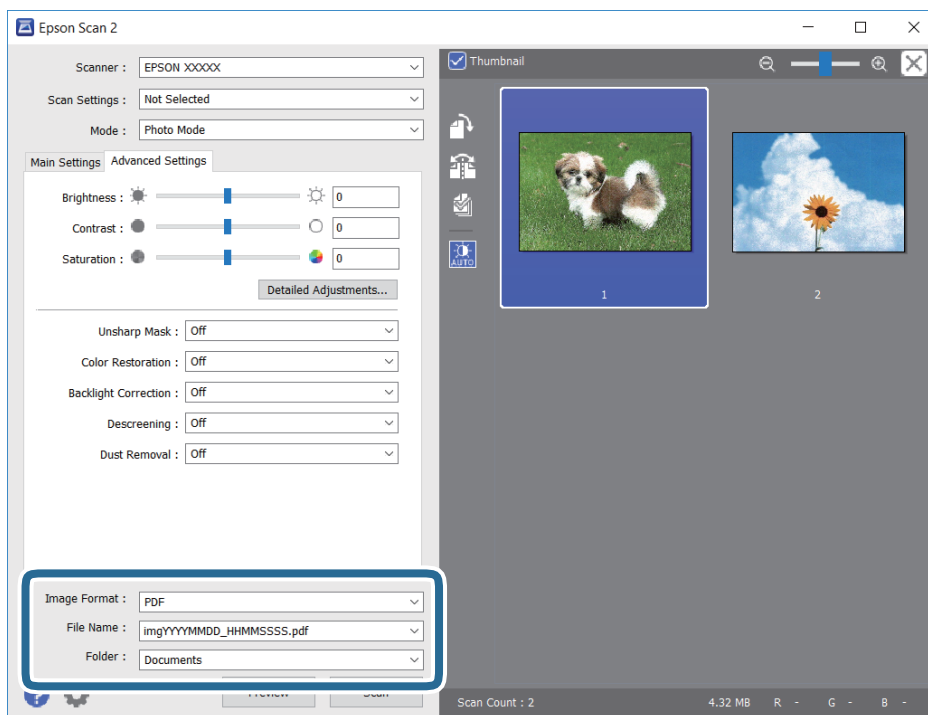 Epson Scan 2
Scanner :
EPSON XXXXX
Scan Settings :
Not Selected
Mode :
Photo Mode
Main Settings
Advanced Settings
Brightness :
0
Contrast :
0
Saturation :
0
Detailed Adjustments...
Unsharp Mask :
Off
Color Restoration :
Off
Backlight Correction :
Off
Descreening :
Off
Dust Removal :
Off
Image Format :
PDF
File Name :
imgYYYYMMDD_HHMMSSSS.pdf
Folder :
Documents
Preview
Scan
Thumbnail
AUTO
1
2
Scan Count : 2
4.32 MB
R -
G -
B -